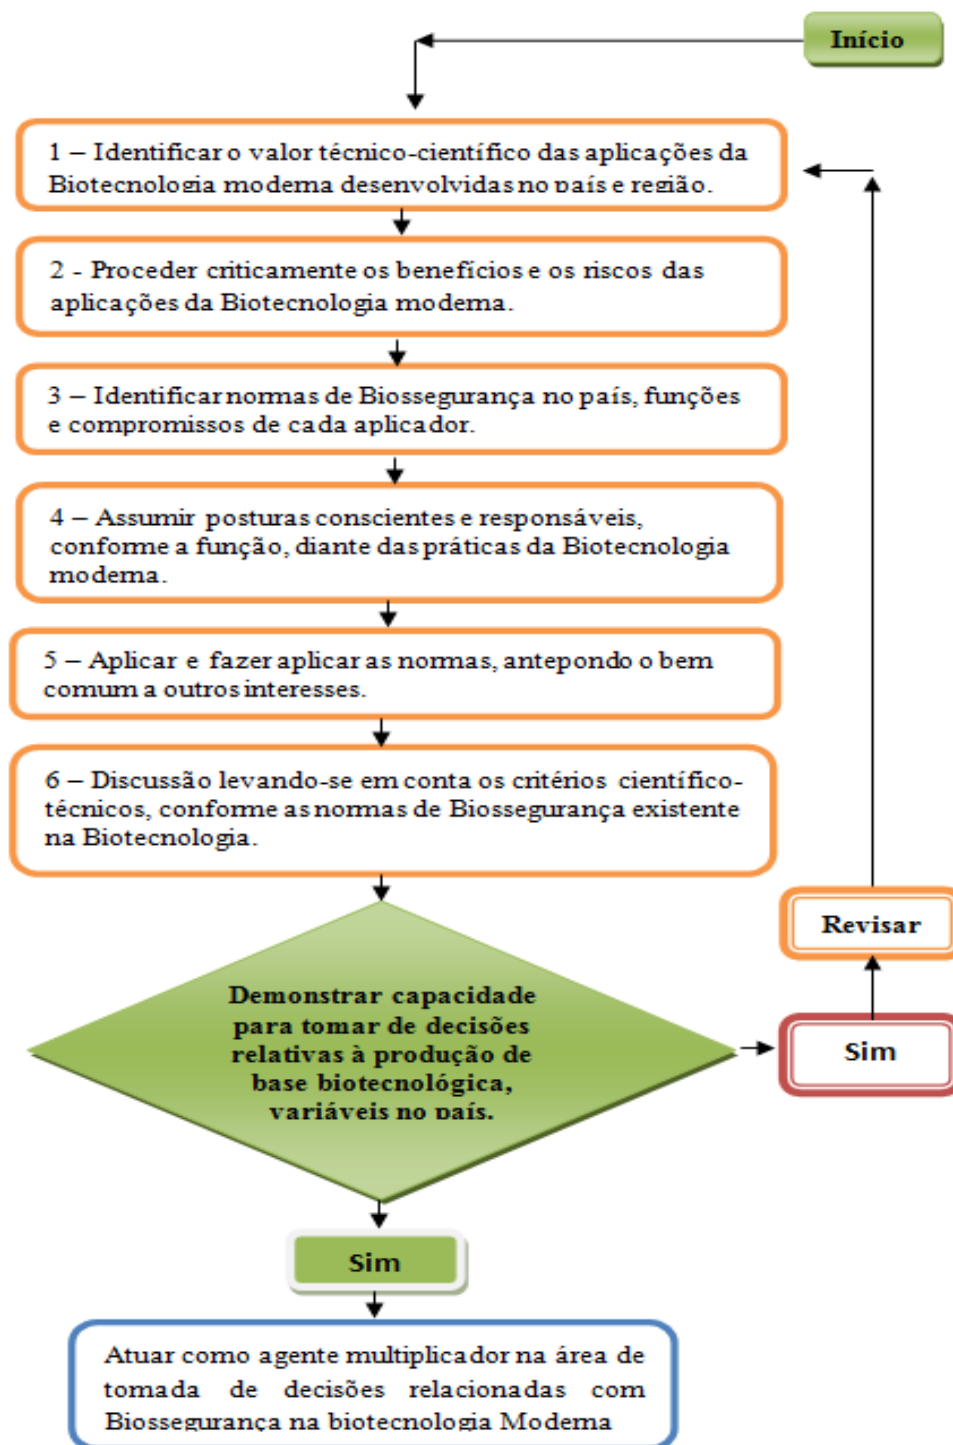 Início
1 – Identificar o valor técnico-científico das aplicações da
Biotecnologia moderna desenvolvidas no país e região.
2 - Proceder criticamente os benefícios e os riscos das
aplicações da Biotecnologia moderna.
3 – Identificar normas de Biossegurança no país, funções
e compromissos de cada aplicador.
4 – Assumir posturas conscientes e responsáveis,
conforme a função, diante das práticas da Biotecnologia
moderna.
5 – Aplicar e fazer aplicar as normas, antepondo o bem
comum a outros interesses.
6 – Discussão levando-se em conta os critérios científico-
técnicos, conforme as normas de Biossegurança existente
na Biotecnologia.
Revisar
Demonstrar capacidade
para tomar de decisões
relativas à produção de
base biotecnológica,
variáveis no país.
Sim
Sim
Atuar como agente multiplicador na área de
tomada de decisões relacionadas com
Biossegurança na biotecnologia Moderna